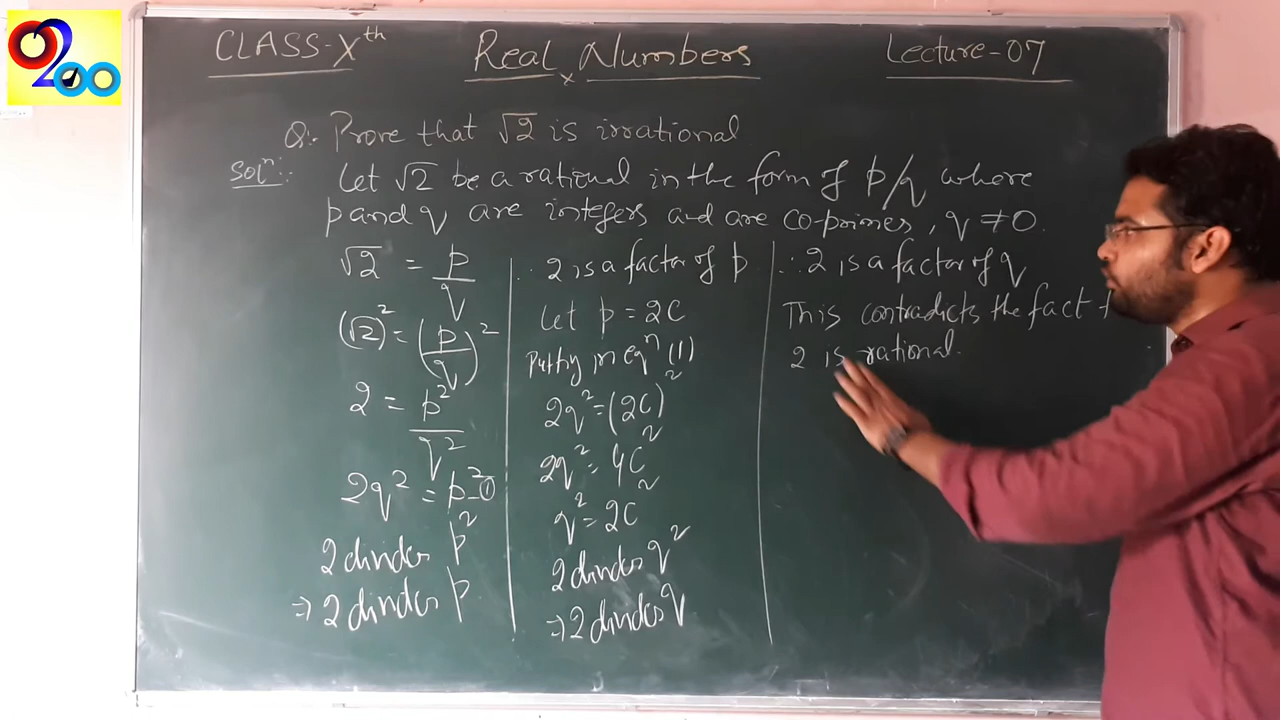 O2OO
CLASS-Xth
Real Numbers
Lecture-07
Q:- Prove that √2 is irrational
Solⁿ:-
Let √2 be a rational in the form of p/q where
p and q are integers and are co-primes, q ≠ 0.
√2 = p/q
(√2)² = (p/q)²
2 = p²/q²
2q² = p² –①
2 divides p²
⇒ 2 divides p
∴ 2 is a factor of p
Let p = 2C
Putting in eqⁿ (1)
2q² = (2C)²
2q² = 4C²
q² = 2C²
2 divides q²
⇒ 2 divides q
∴ 2 is a factor of q
This contradicts the fact t
2 is rational.